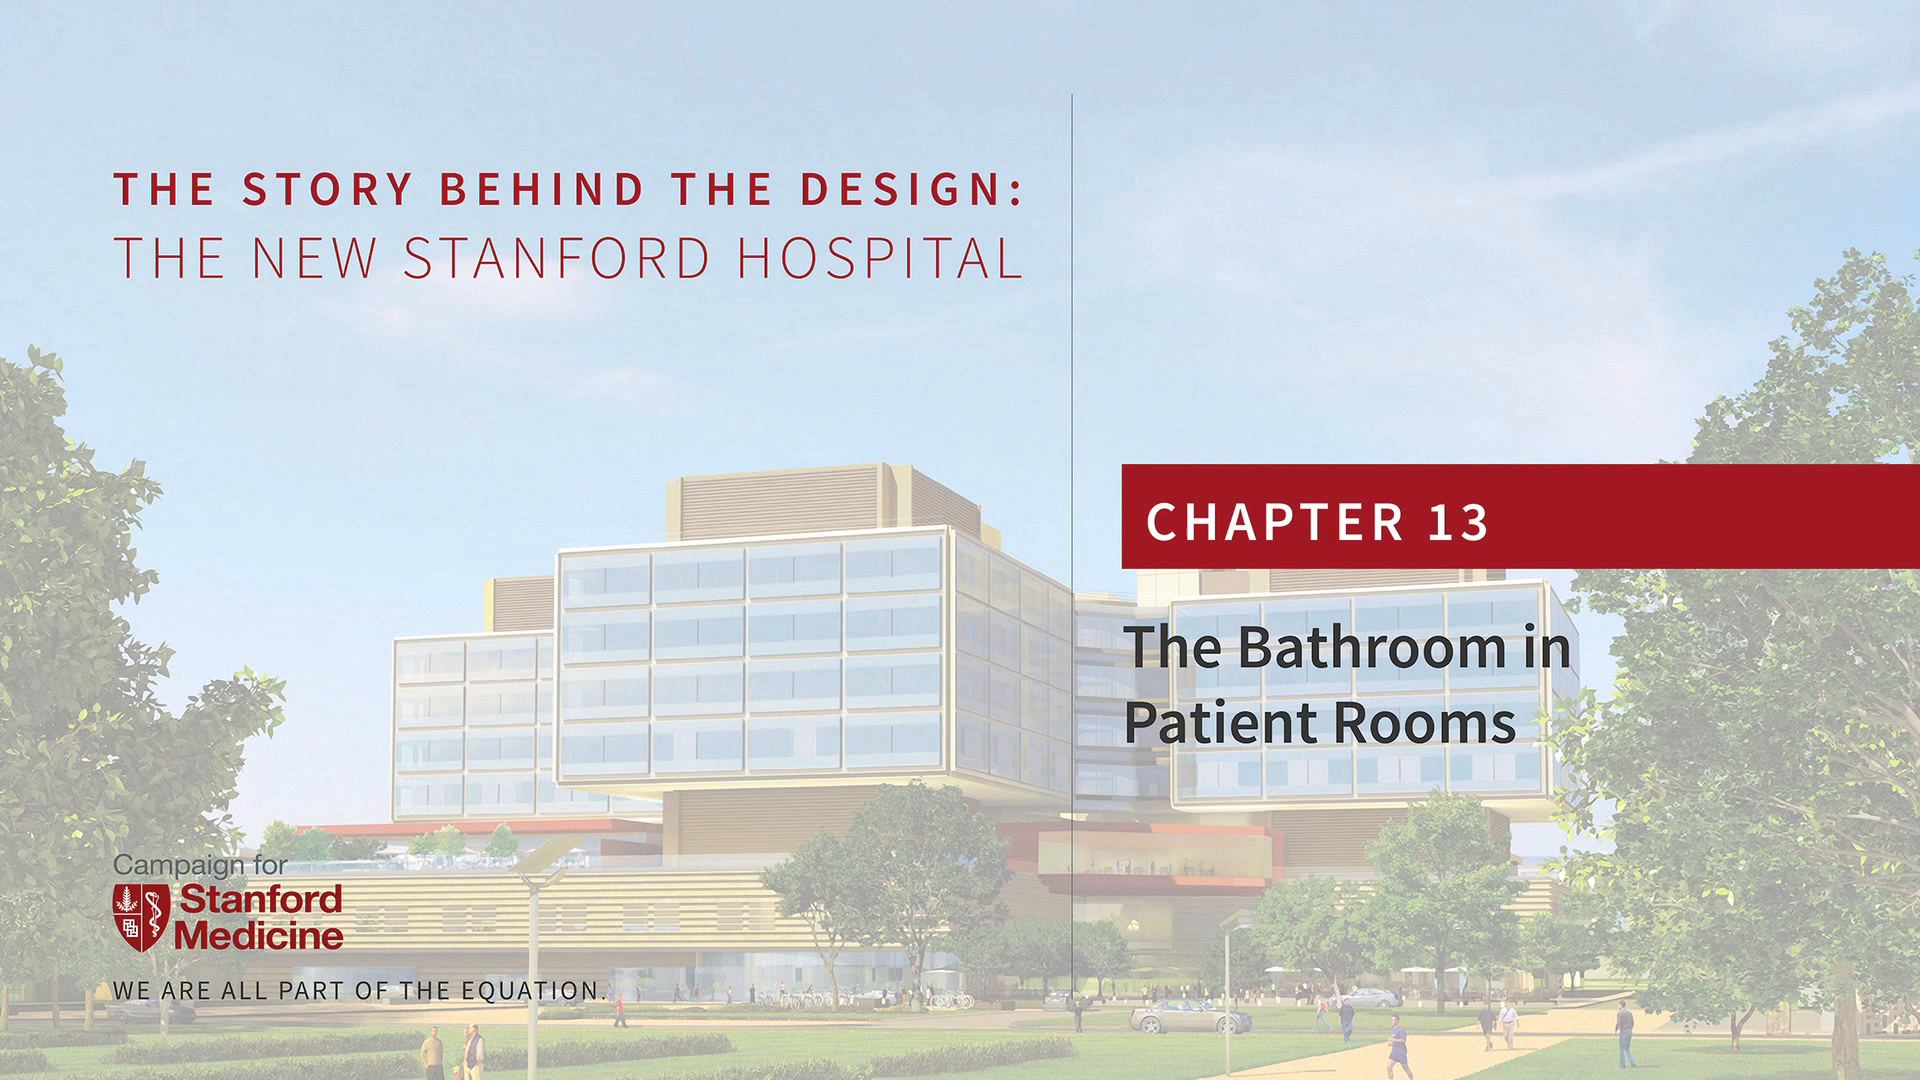 THE STORY BEHIND THE DESIGN:
THE NEW STANFORD HOSPITAL
CHAPTER 13
The Bathroom in
Patient Rooms
Campaign for
Stanford
Medicine
WE ARE ALL PART OF THE EQUATION.